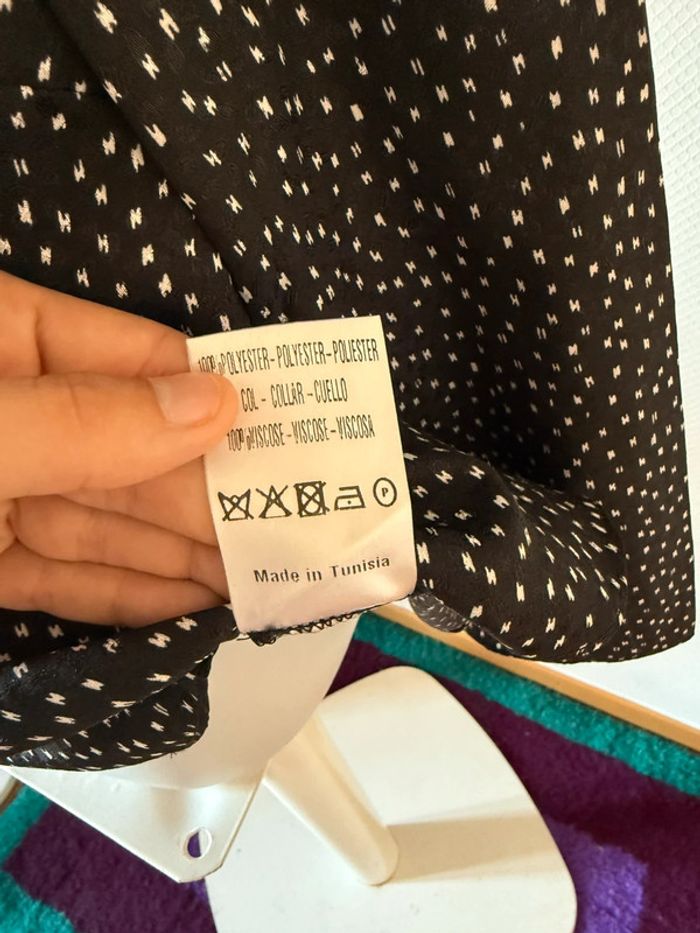 100% POLYESTER-POLYESTER-POLIESTER
COL - COLLAR - CUELLO
100% VISCOSE - VISCOSE - VISCOSA
P
Made in Tunisia